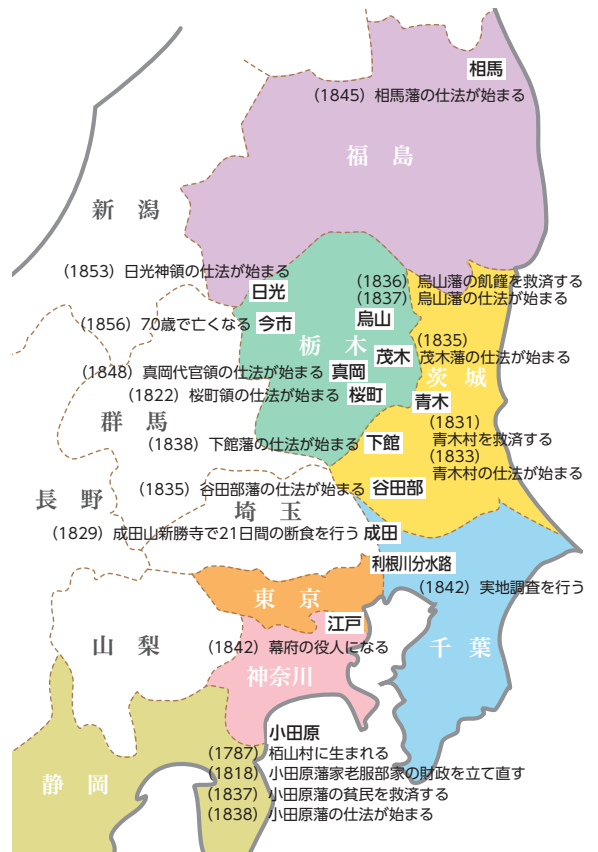 相馬
（1845）相馬藩の仕法が始まる
福 島
新 潟
（1853）日光神領の仕法が始まる
日光
（1836）烏山藩の飢饉を救済する
（1837）烏山藩の仕法が始まる
（1856）70歳で亡くなる 今市
烏山
栃 木
（1835）
茂木 茂木藩の仕法が始まる
（1848）真岡代官領の仕法が始まる 真岡
茨 城
（1822）桜町領の仕法が始まる 桜町
青木
群 馬
（1831）
青木村を救済する
（1838）下館藩の仕法が始まる 下館
（1833）
青木村の仕法が始まる
（1835）谷田部藩の仕法が始まる 谷田部
長 野
埼 玉
（1829）成田山新勝寺で21日間の断食を行う 成田
利根川分水路
（1842）実地調査を行う
東 京
江戸
山 梨
（1842）幕府の役人になる
千 葉
神奈川
小田原
（1787）栢山村に生まれる
（1818）小田原藩家老服部家の財政を立て直す
静 岡
（1837）小田原藩の貧民を救済する
（1838）小田原藩の仕法が始まる